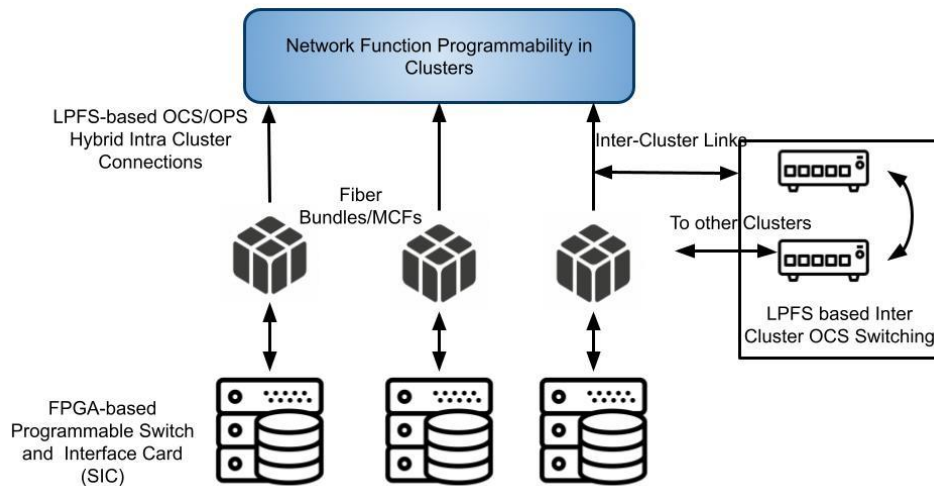 Network Function Programmability in
Clusters
LPFS-based OCS/OPS
Hybrid Intra Cluster
Connections
Inter-Cluster Links
Fiber
Bundles/MCFs
To other Clusters
LPFS based Inter
Cluster OCS Switching
FPGA-based
Programmable Switch
and Interface Card
(SIC)